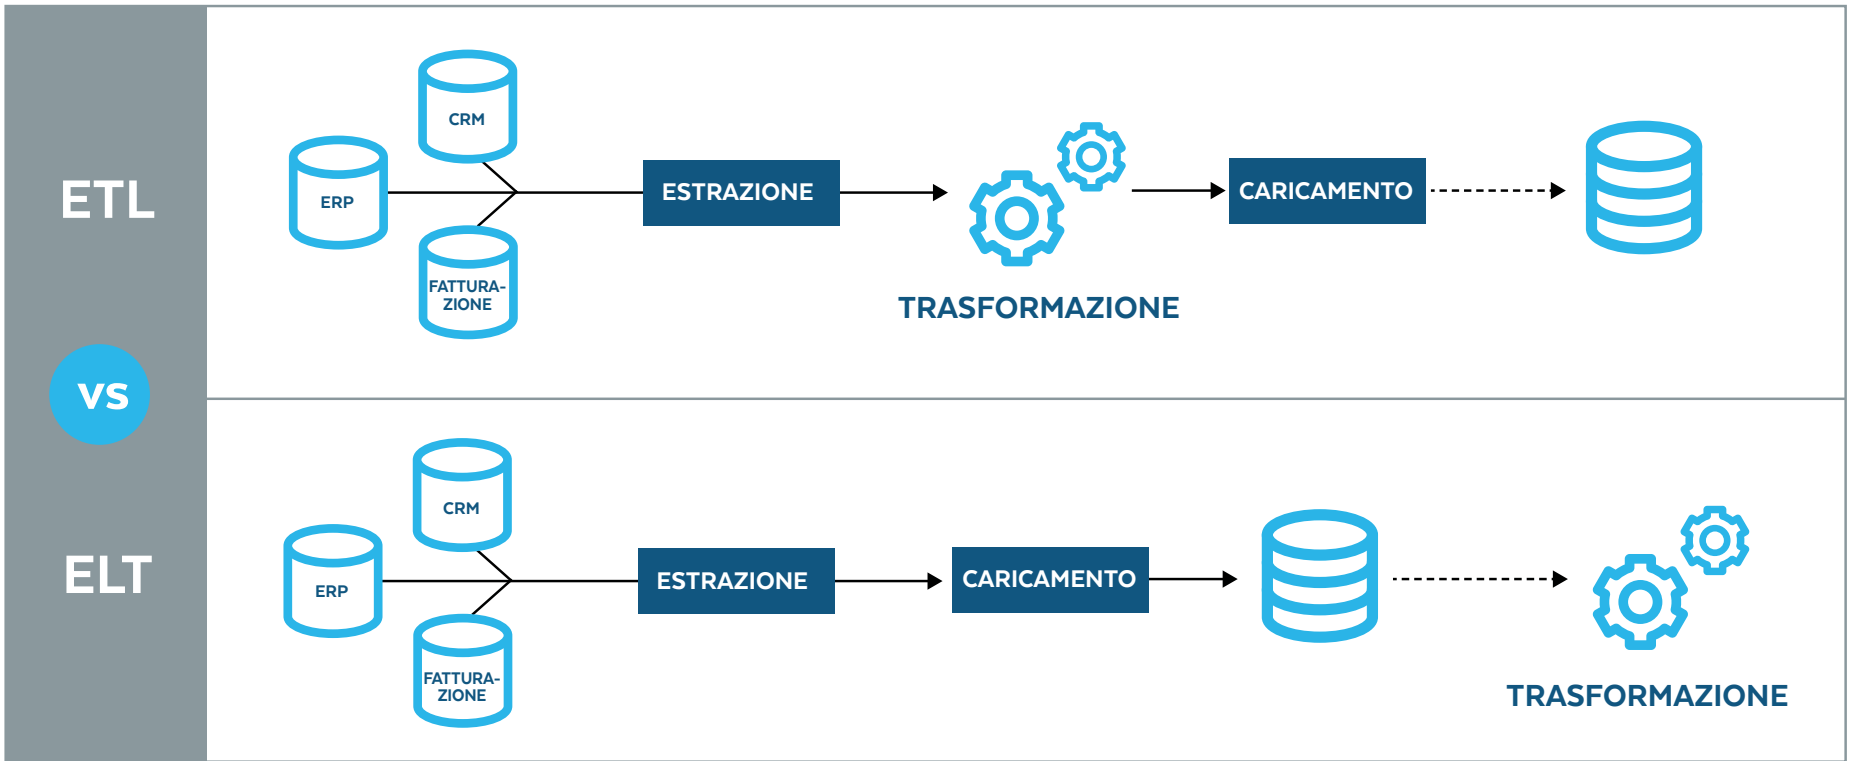 ETL
CRM
ERP
FATTURA-
ZIONE
ESTRAZIONE
TRASFORMAZIONE
CARICAMENTO
VS
ELT
CRM
ERP
FATTURA-
ZIONE
ESTRAZIONE
CARICAMENTO
TRASFORMAZIONE